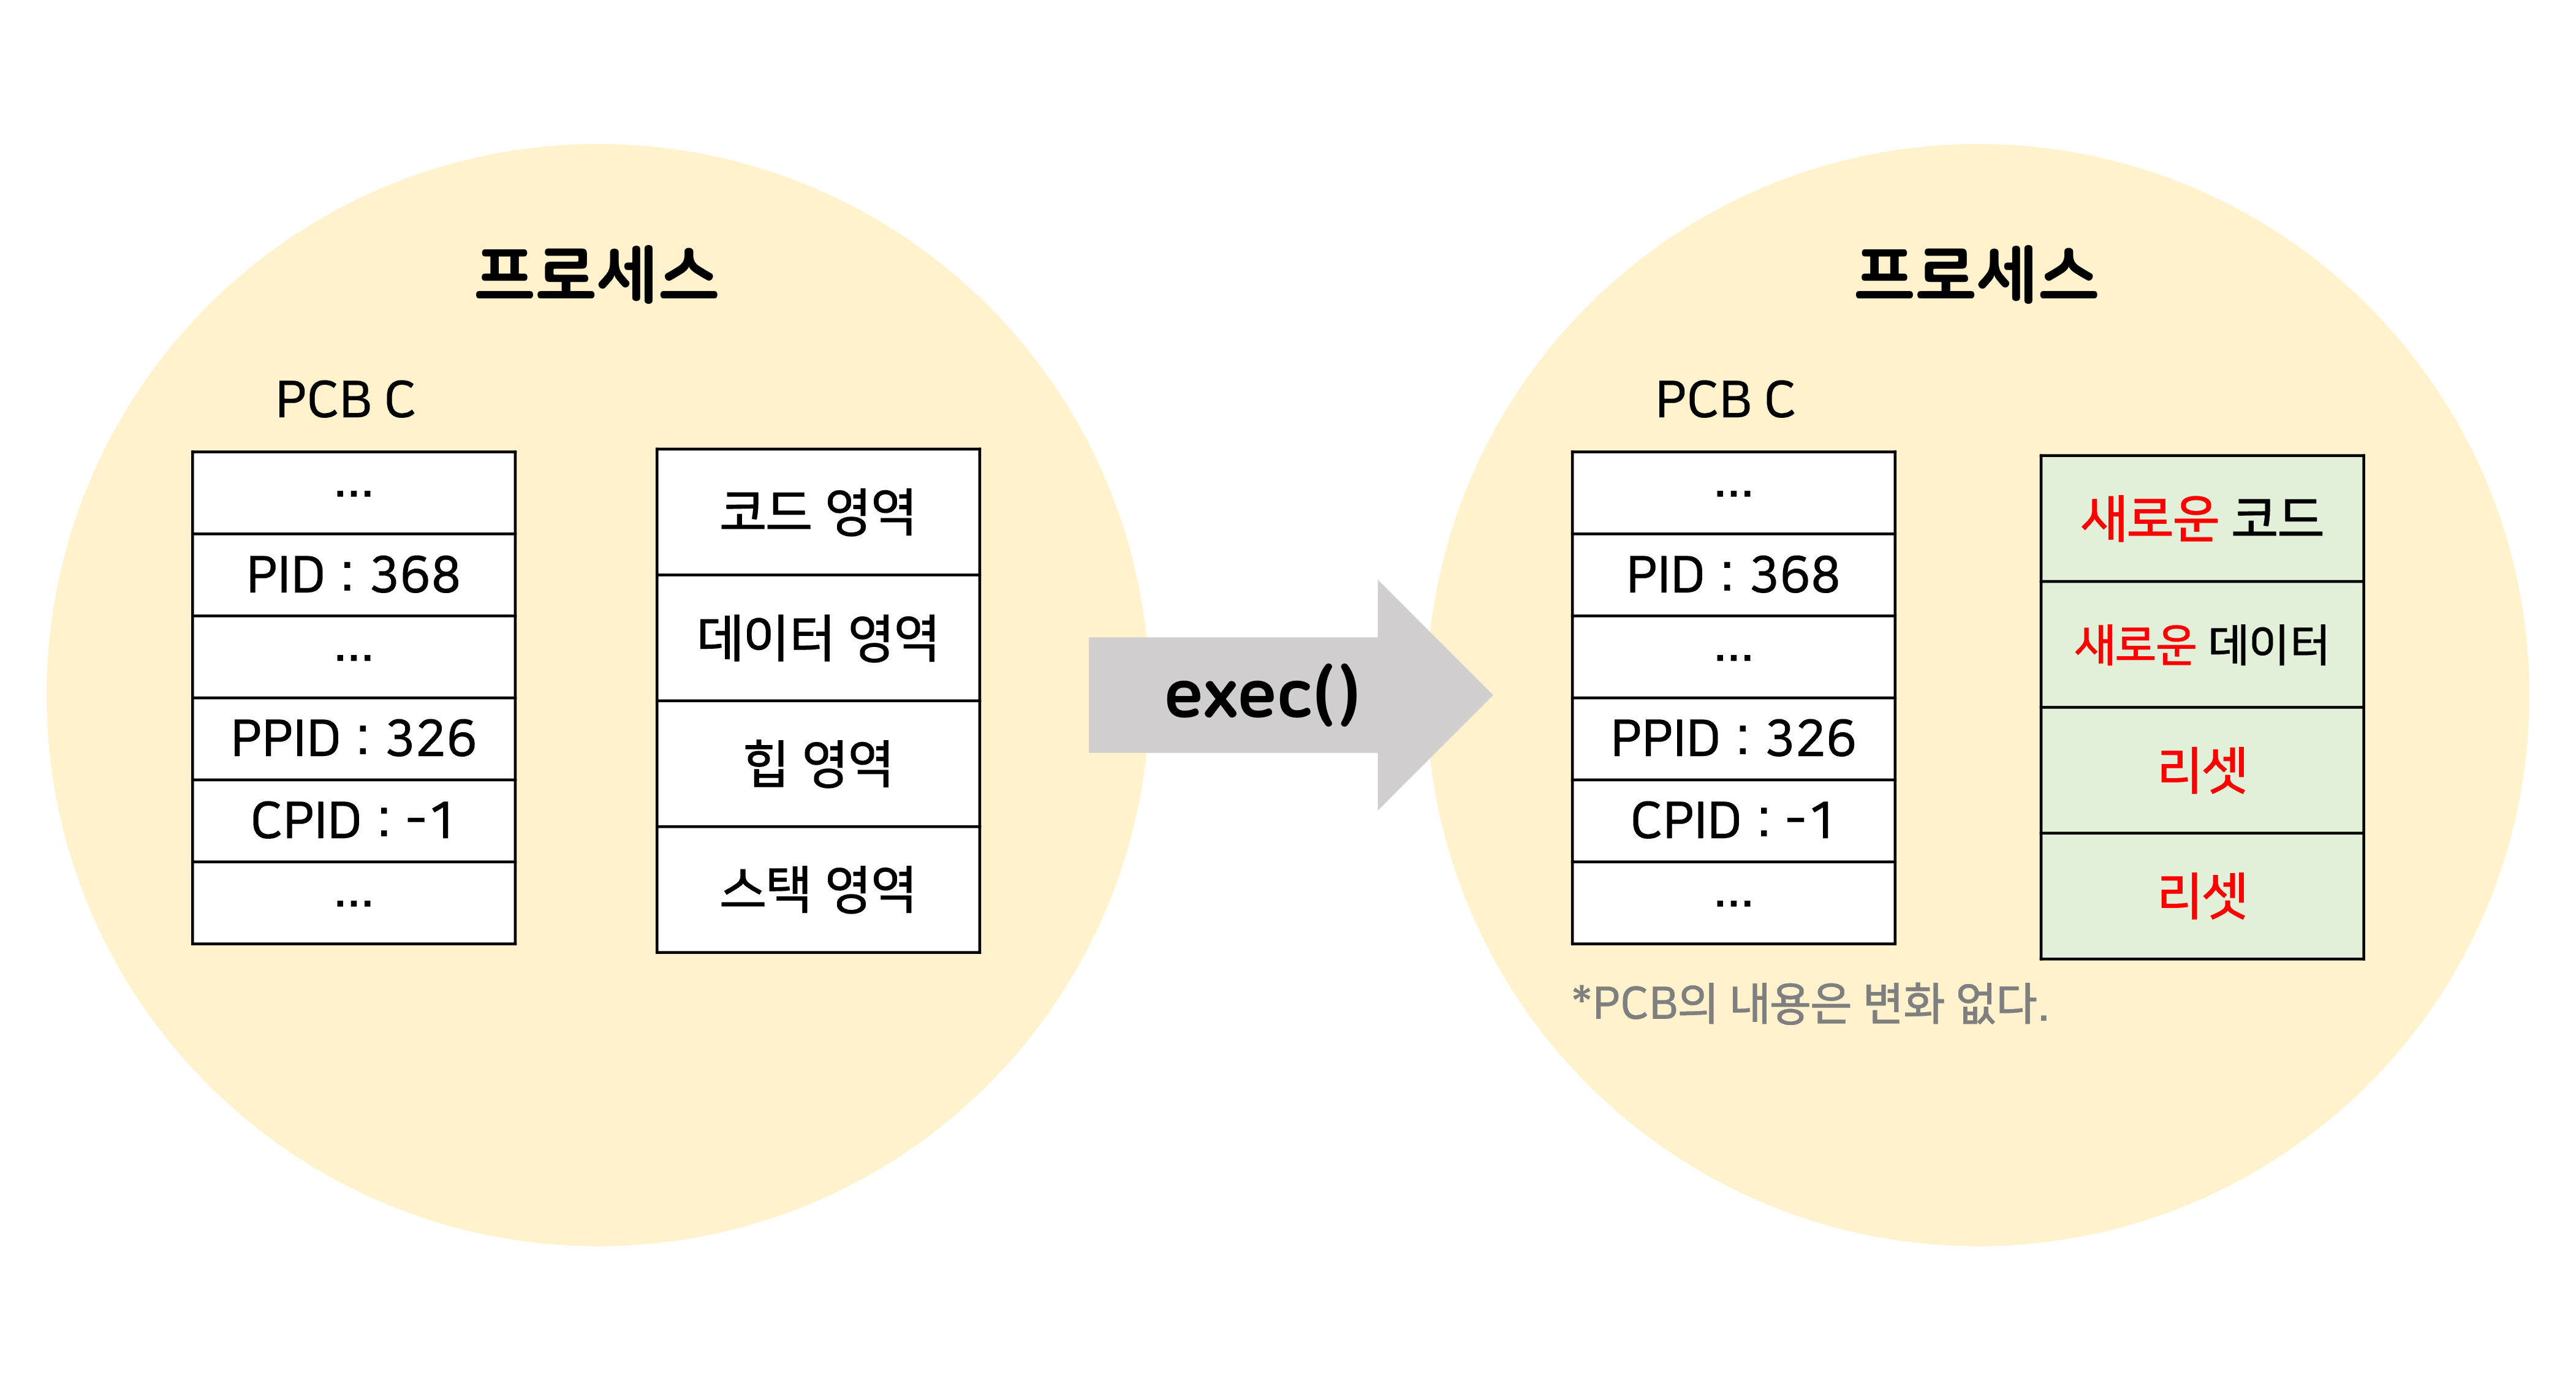 프로세스
PCB C
...
PID : 368
...
PPID : 326
CPID : -1
...
코드 영역
데이터 영역
힙 영역
스택 영역
exec()
프로세스
PCB C
...
PID : 368
...
PPID : 326
CPID : -1
...
새로운 코드
새로운 데이터
리셋
리셋
*PCB의 내용은 변화 없다.